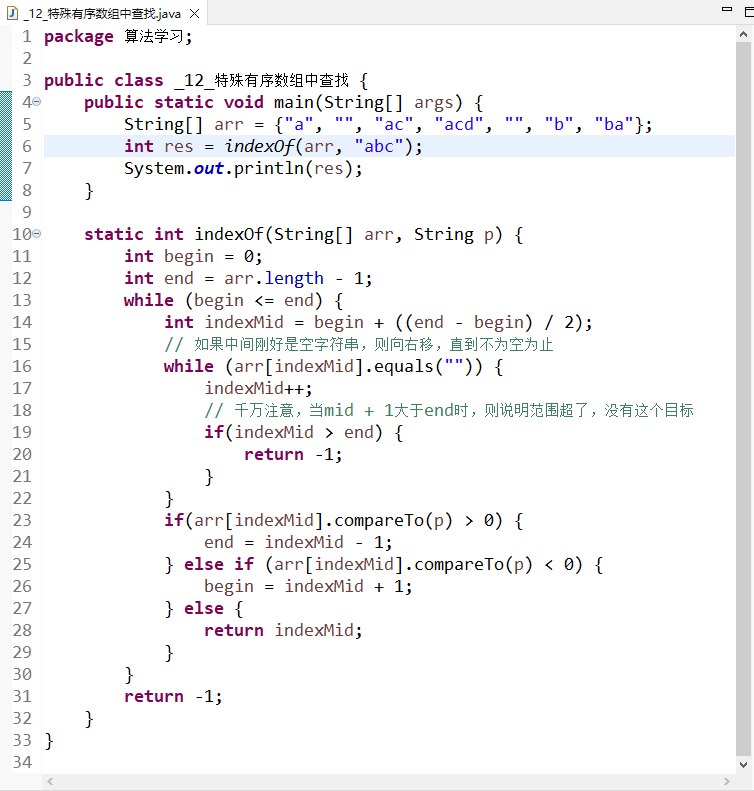 _12_特殊有序数组中查找.java
1 package 算法学习;
2
3 public class _12_特殊有序数组中查找 {
4     public static void main(String[] args) {
5         String[] arr = {"a", "", "ac", "acd", "", "b", "ba"};
6         int res = indexOf(arr, "abc");
7         System.out.println(res);
8     }
9
10     static int indexOf(String[] arr, String p) {
11         int begin = 0;
12         int end = arr.length - 1;
13         while (begin <= end) {
14             int indexMid = begin + ((end - begin) / 2);
15             // 如果中间刚好是空字符串，则向右移，直到不为空为止
16             while (arr[indexMid].equals("")) {
17                 indexMid++;
18                 // 千万注意，当mid + 1大于end时，则说明范围超了，没有这个目标
19                 if(indexMid > end) {
20                     return -1;
21                 }
22             }
23             if(arr[indexMid].compareTo(p) > 0) {
24                 end = indexMid - 1;
25             } else if (arr[indexMid].compareTo(p) < 0) {
26                 begin = indexMid + 1;
27             } else {
28                 return indexMid;
29             }
30         }
31         return -1;
32     }
33 }
34